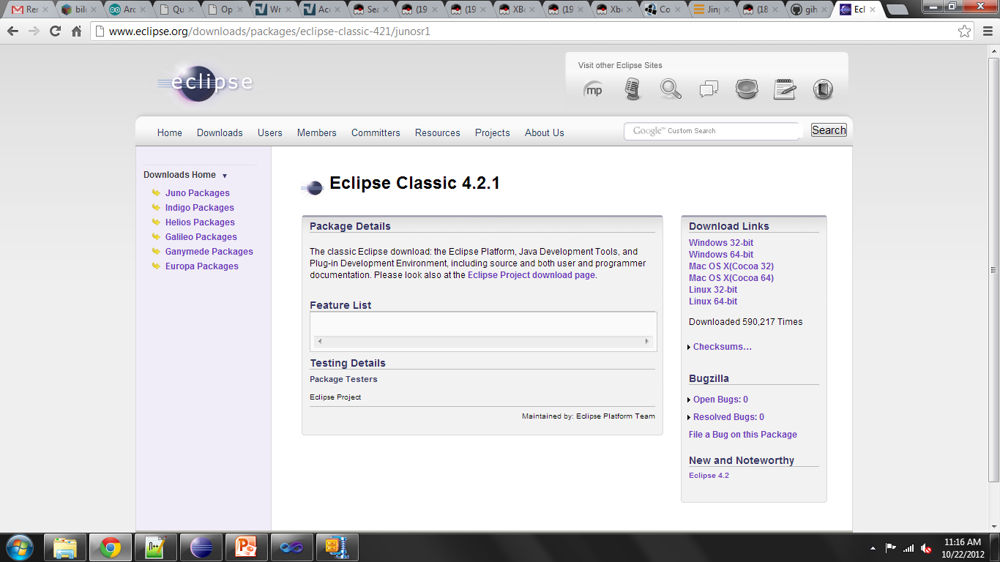 Rer
bilc
Arc
Qu
Op
Wr
Acc
Sea
(19
(19
XBo
(19
Xbo
Co
Jinp
(18
gih
Ecl
www.eclipse.org/downloads/packages/eclipse-classic-421/junosr1
eclipse
Visit other Eclipse Sites
mp
Home Downloads Users Members Committers Resources Projects About Us
Google™ Custom Search
Search
Downloads Home
Juno Packages
Indigo Packages
Helios Packages
Galileo Packages
Ganymede Packages
Europa Packages
Eclipse Classic 4.2.1
Package Details
The classic Eclipse download: the Eclipse Platform, Java Development Tools, and
Plug-in Development Environment, including source and both user and programmer
documentation. Please look also at the Eclipse Project download page.
Feature List
Testing Details
Package Testers
Eclipse Project
Maintained by: Eclipse Platform Team
Download Links
Windows 32-bit
Windows 64-bit
Mac OS X(Cocoa 32)
Mac OS X(Cocoa 64)
Linux 32-bit
Linux 64-bit
Downloaded 590,217 Times
Checksums...
Bugzilla
Open Bugs: 0
Resolved Bugs: 0
File a Bug on this Package
New and Noteworthy
Eclipse 4.2
11:16 AM
10/22/2012